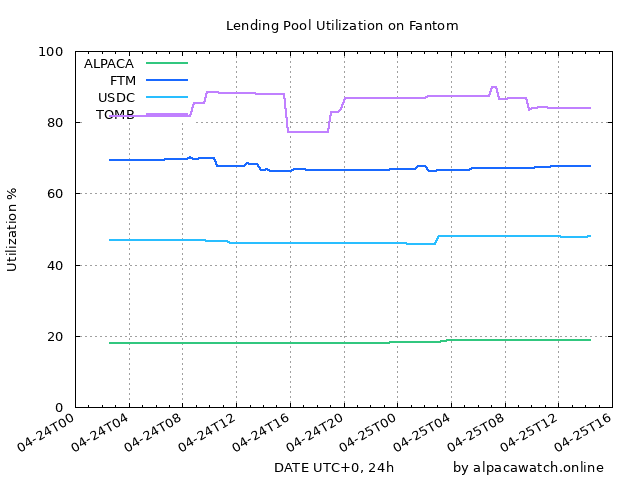 Lending Pool Utilization on Fantom
100
80
60
40
20
0
Utilization %
ALPACA
FTM
USDC
TOMB
04-24T00
04-24T04
04-24T08
04-24T12
04-24T16
04-24T20
04-25T00
04-25T04
04-25T08
04-25T12
04-25T16
DATE UTC+0, 24h
by alpacawatch.online